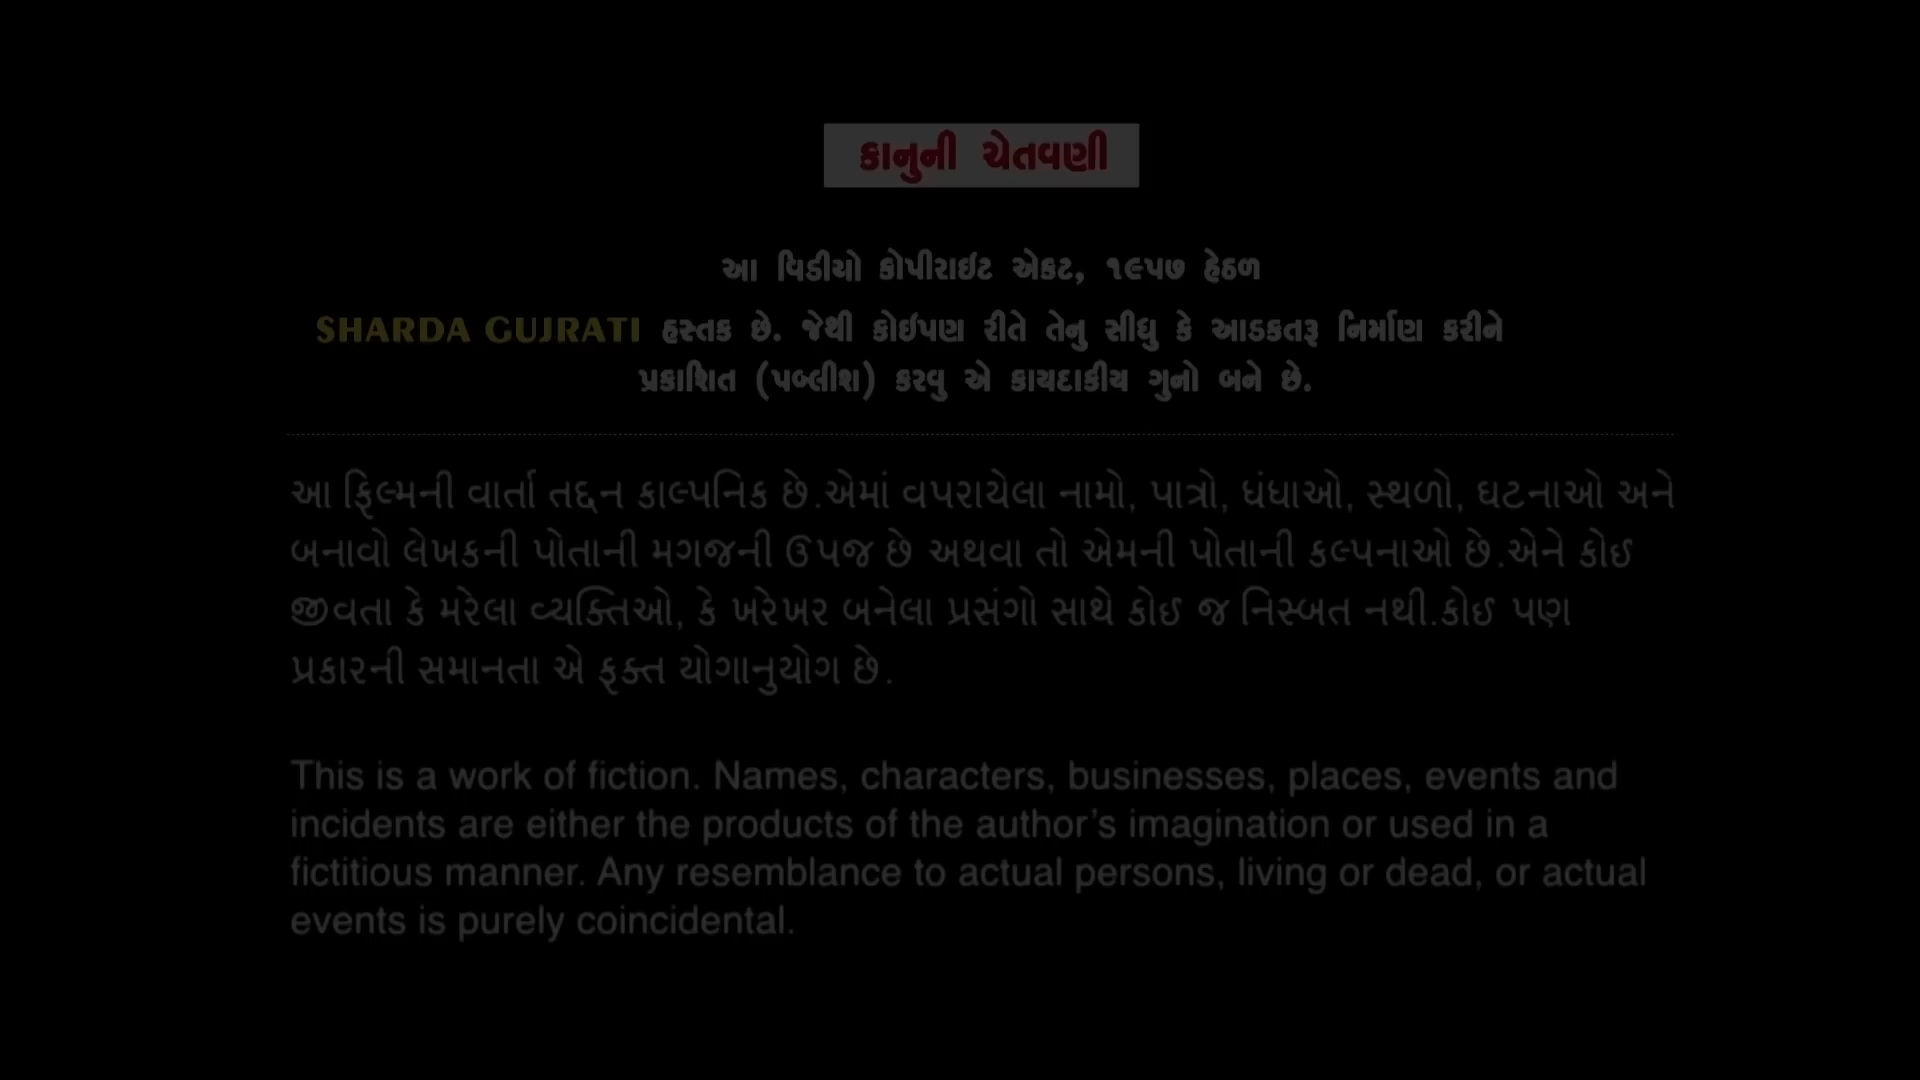 કાનુની ચેતવણી
આ વિડીયો કોપીરાઇટ એકટ, ૧૯૫૭ હેઠળ
SHARDA GUJRATI હસ્તક છે. જેથી કોઇપણ રીતે તેનુ સીધુ કે આડકતરૂ નિર્માણ કરીને
પ્રકાશિત (પબ્લીશ) કરવુ એ કાયદાકીય ગુનો બને છે.
આ ફિલ્મની વાર્તા તદ્દન કાલ્પનિક છે.એમાં વપરાયેલા નામો, પાત્રો, ધંધાઓ, સ્થળો, ઘટનાઓ અને
બનાવો લેખકની પોતાની મગજની ઉપજ છે અથવા તો એમની પોતાની કલ્પનાઓ છે.એને કોઈ
જીવતા કે મરેલા વ્યક્તિઓ, કે ખરેખર બનેલા પ્રસંગો સાથે કોઈ જ નિસ્બત નથી.કોઈ પણ
પ્રકારની સમાનતા એ ફક્ત યોગાનુયોગ છે.
This is a work of fiction. Names, characters, businesses, places, events and
incidents are either the products of the author’s imagination or used in a
fictitious manner. Any resemblance to actual persons, living or dead, or actual
events is purely coincidental.